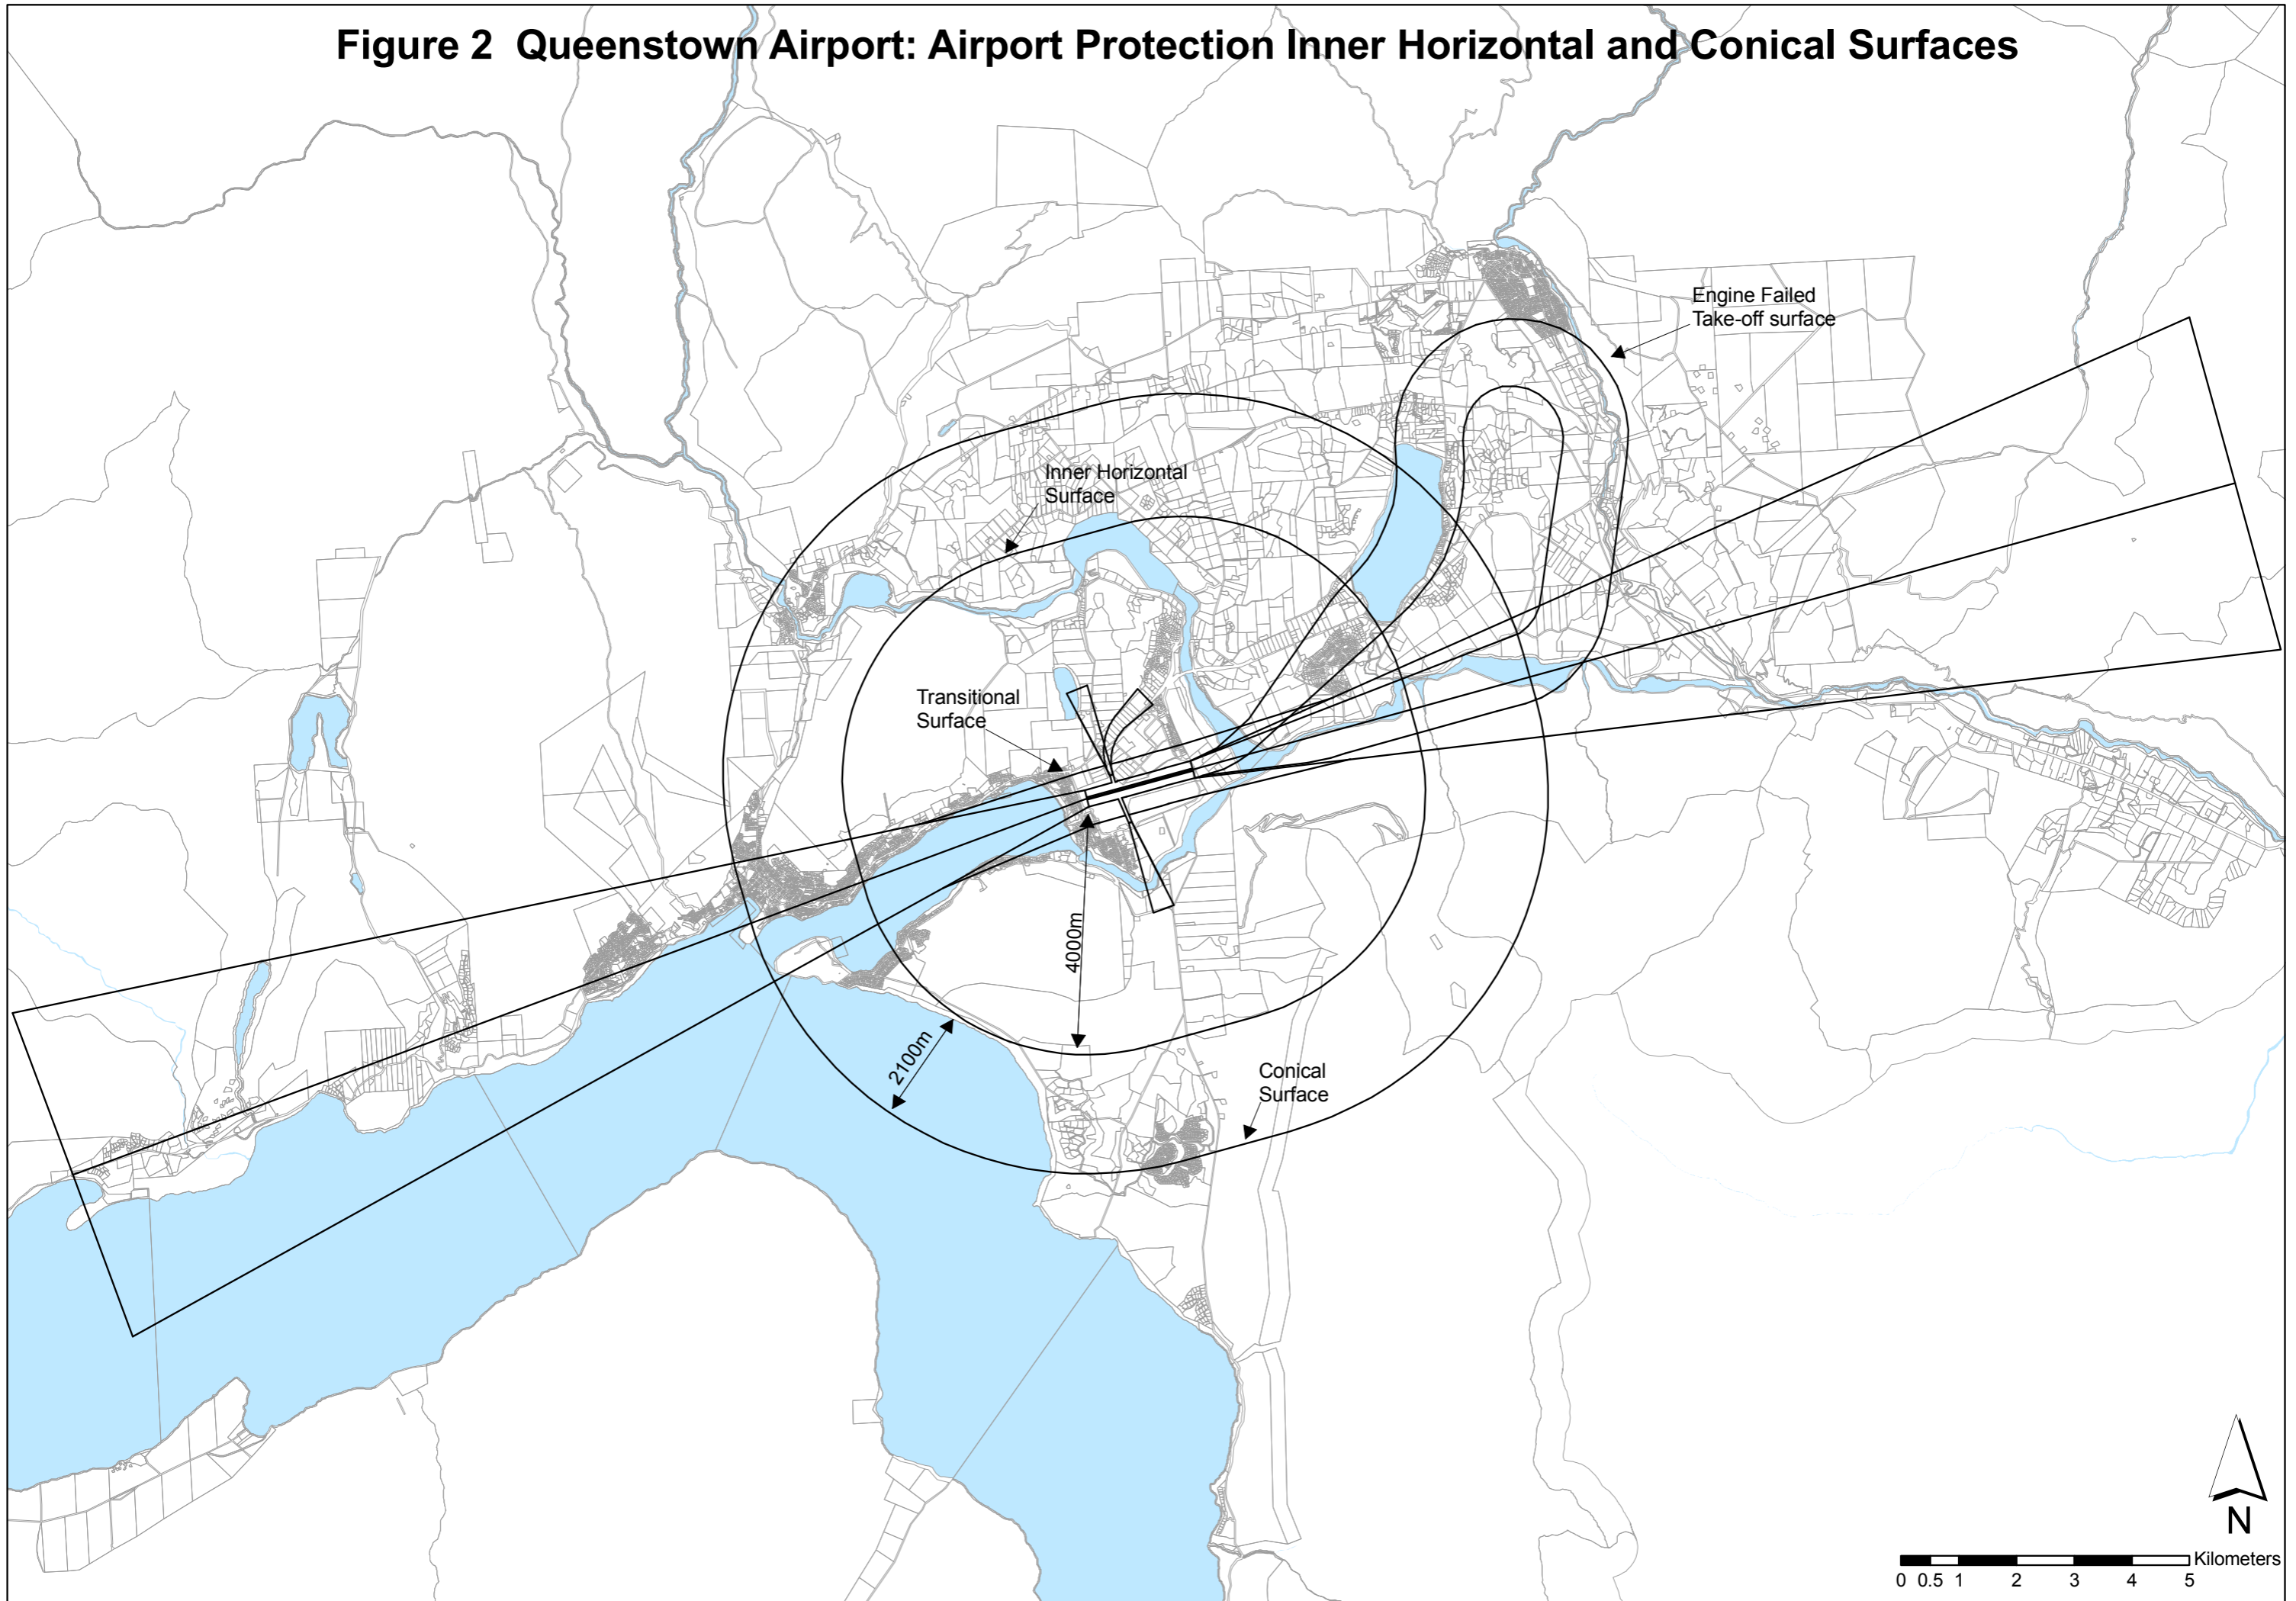 Figure 2  Queenstown Airport: Airport Protection Inner Horizontal and Conical Surfaces
Engine Failed
Take-off surface
Inner Horizontal
Surface
Transitional
Surface
4000m
2100m
Conical
Surface
N
Kilometers
0 0.5 1 2 3 4 5